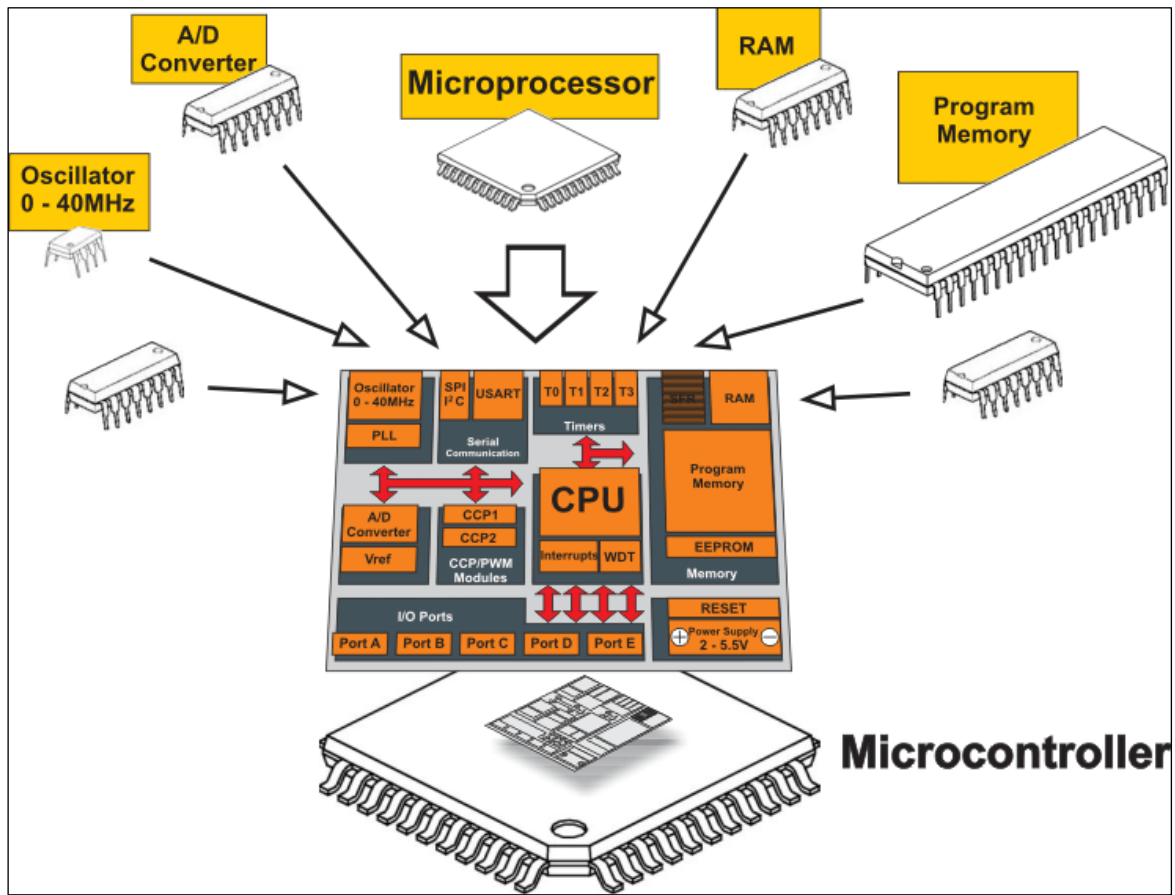 A/D
Converter
Microprocessor
RAM
Program
Memory
Oscillator
0 - 40MHz
Oscillator
0 - 40MHz
PLL
SPI
I²C
USART
Serial
Communication
T0 T1 T2 T3
Timers
SFR
RAM
Program
Memory
EEPROM
Memory
A/D
Converter
Vref
CCP1
CCP2
CCP/PWM
Modules
CPU
Interrupts WDT
I/O Ports
Port A Port B Port C Port D Port E
RESET
+ Power Supply −
2 - 5.5V
Microcontroller